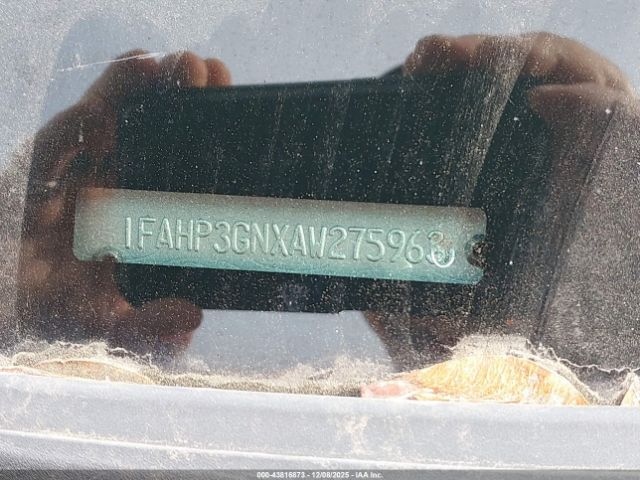 1FAHP3GNXAW275963
000-43816873 - 12/08/2025 - IAA Inc.